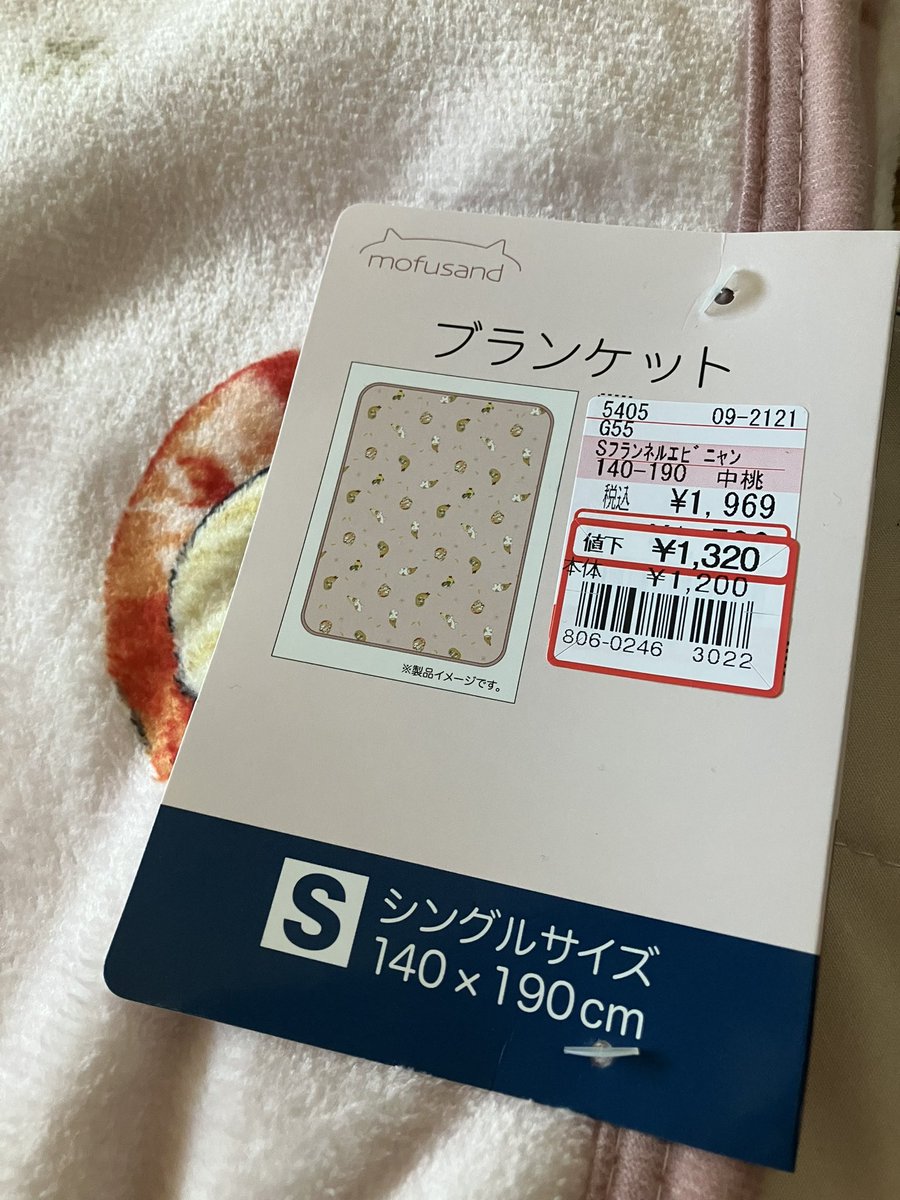 mofusand
ブランケット
※製品イメージです。
5405 09-2121
G55
Sフランネルエビニャン
140-190 中桃
税込 ¥1,969
値下 ¥1,320
本体 ¥1,200
806-0246 3022
S シングルサイズ
140×190cm